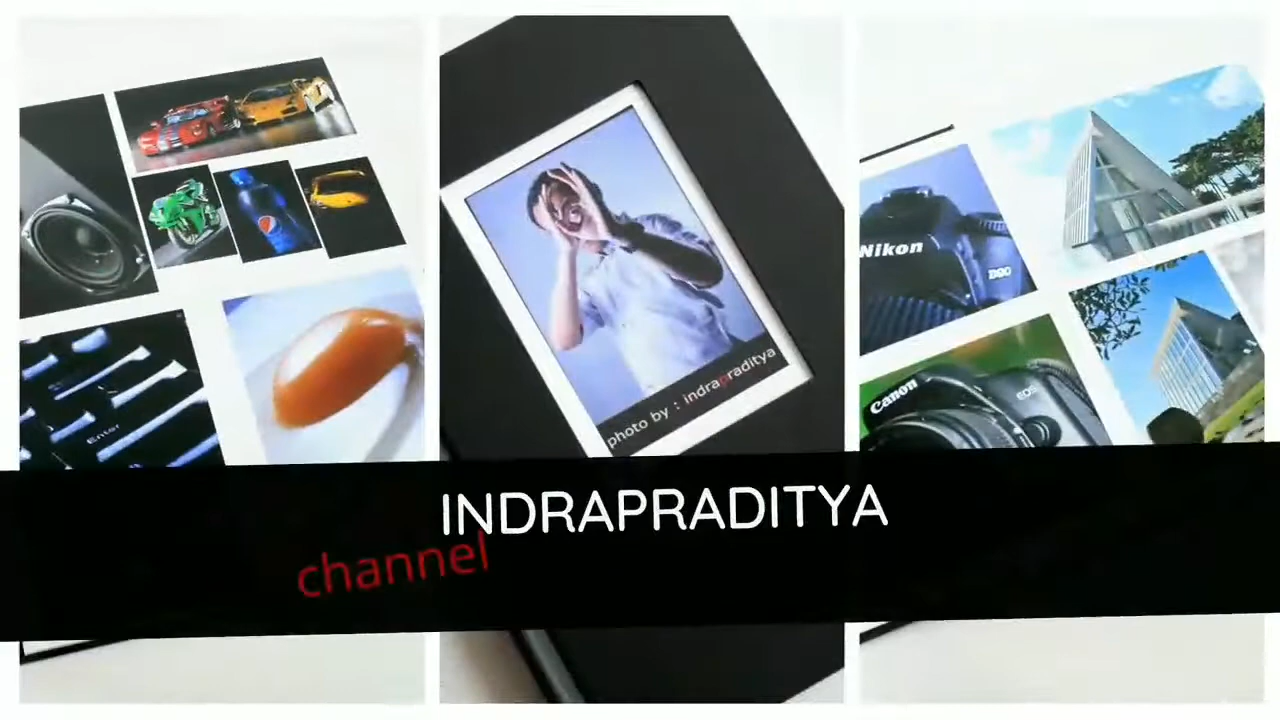 Nikon
D90
Canon
EOS
Enter
photo by : indrapraditya
INDRAPRADITYA
channel